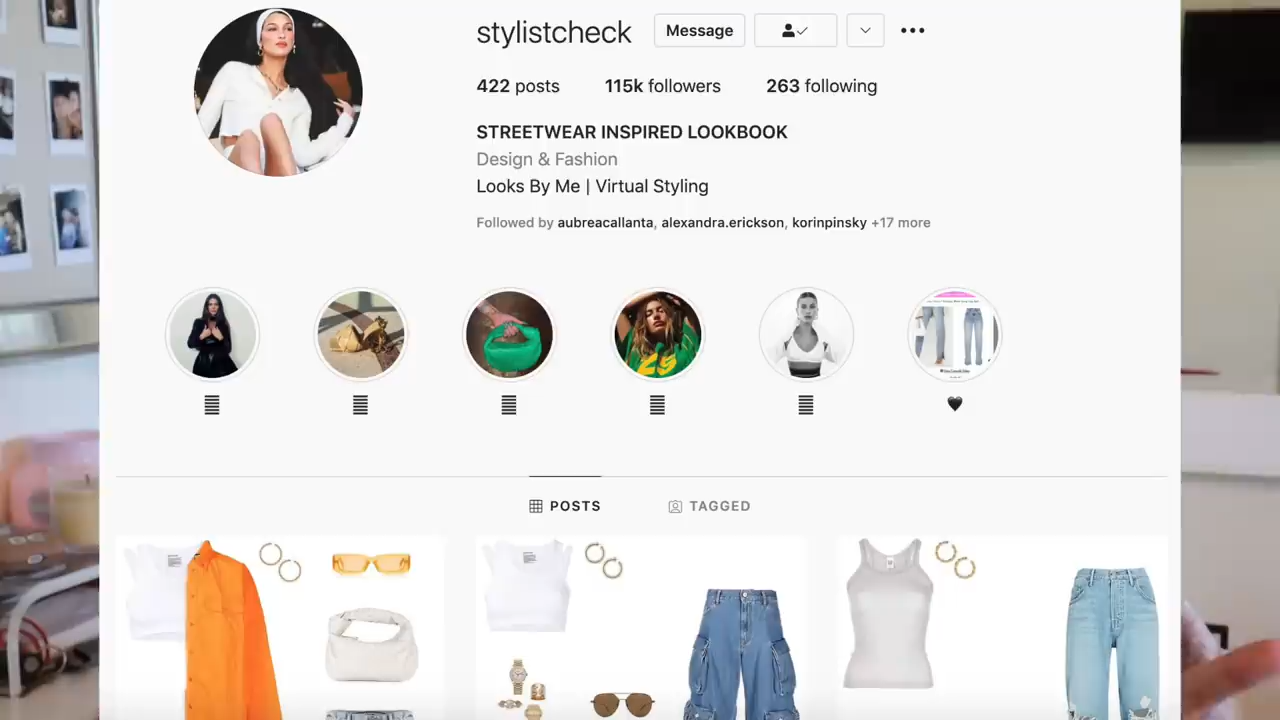 stylistcheck Message
422 posts 115k followers 263 following
STREETWEAR INSPIRED LOOKBOOK
Design & Fashion
Looks By Me | Virtual Styling
Followed by aubreacallanta, alexandra.erickson, korinpinsky +17 more
POSTS TAGGED